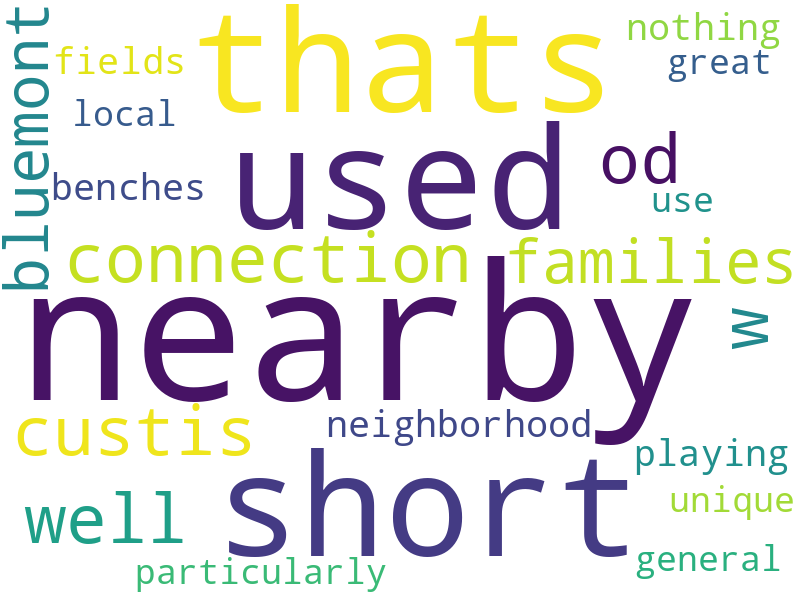 thats
nothing
great
fields
local
bluemont
benches
used
od
use
connection
families
nearby
w
custis
neighborhood
short
playing
well
unique
particularly
general